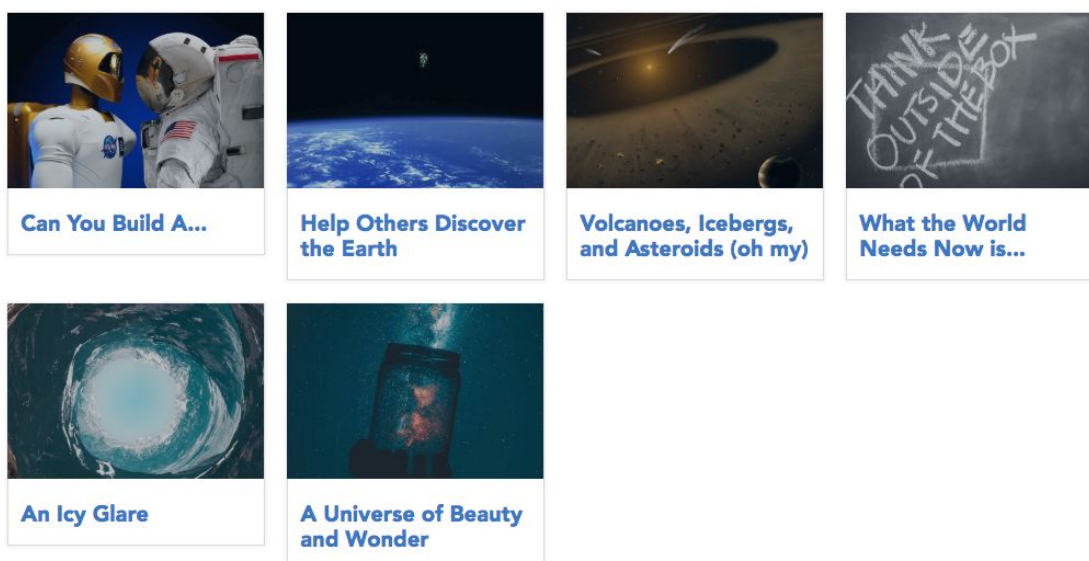 THINK
OUTSIDE
OF THE BOX
OF
Can You Build A...
Help Others Discover
the Earth
Volcanoes, Icebergs,
and Asteroids (oh my)
What the World
Needs Now is...
An Icy Glare
A Universe of Beauty
and Wonder